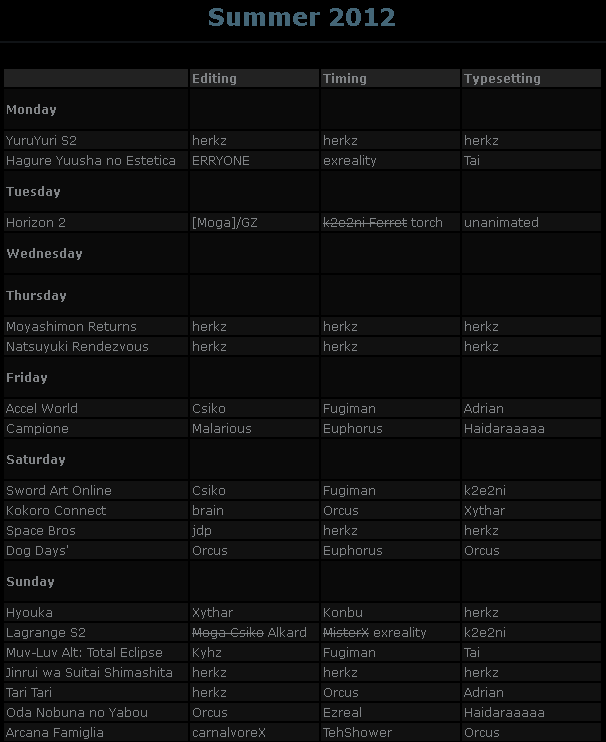 Summer 2012
Editing Timing Typesetting
Monday
YuruYuri S2 herkz herkz herkz
Hagure Yuusha no Estetica ERRYONE exreality Tai
Tuesday
Horizon 2 [Moga]/GZ k2e2ni Ferret torch unanimated
Wednesday
Thursday
Moyashimon Returns herkz herkz herkz
Natsuyuki Rendezvous herkz herkz herkz
Friday
Accel World Csiko Fugiman Adrian
Campione Malarious Euphorus Haidaraaaaa
Saturday
Sword Art Online Csiko Fugiman k2e2ni
Kokoro Connect brain Orcus Xythar
Space Bros jdp herkz herkz
Dog Days' Orcus Euphorus Orcus
Sunday
Hyouka Xythar Konbu herkz
Lagrange S2 Moga Csiko Alkard MisterX exreality k2e2ni
Muv-Luv Alt: Total Eclipse Kyhz Fugiman Tai
Jinrui wa Suitai Shimashita herkz herkz herkz
Tari Tari herkz Orcus Adrian
Oda Nobuna no Yabou Orcus Ezreal Haidaraaaaa
Arcana Famiglia carnalvoreX TehShower Orcus